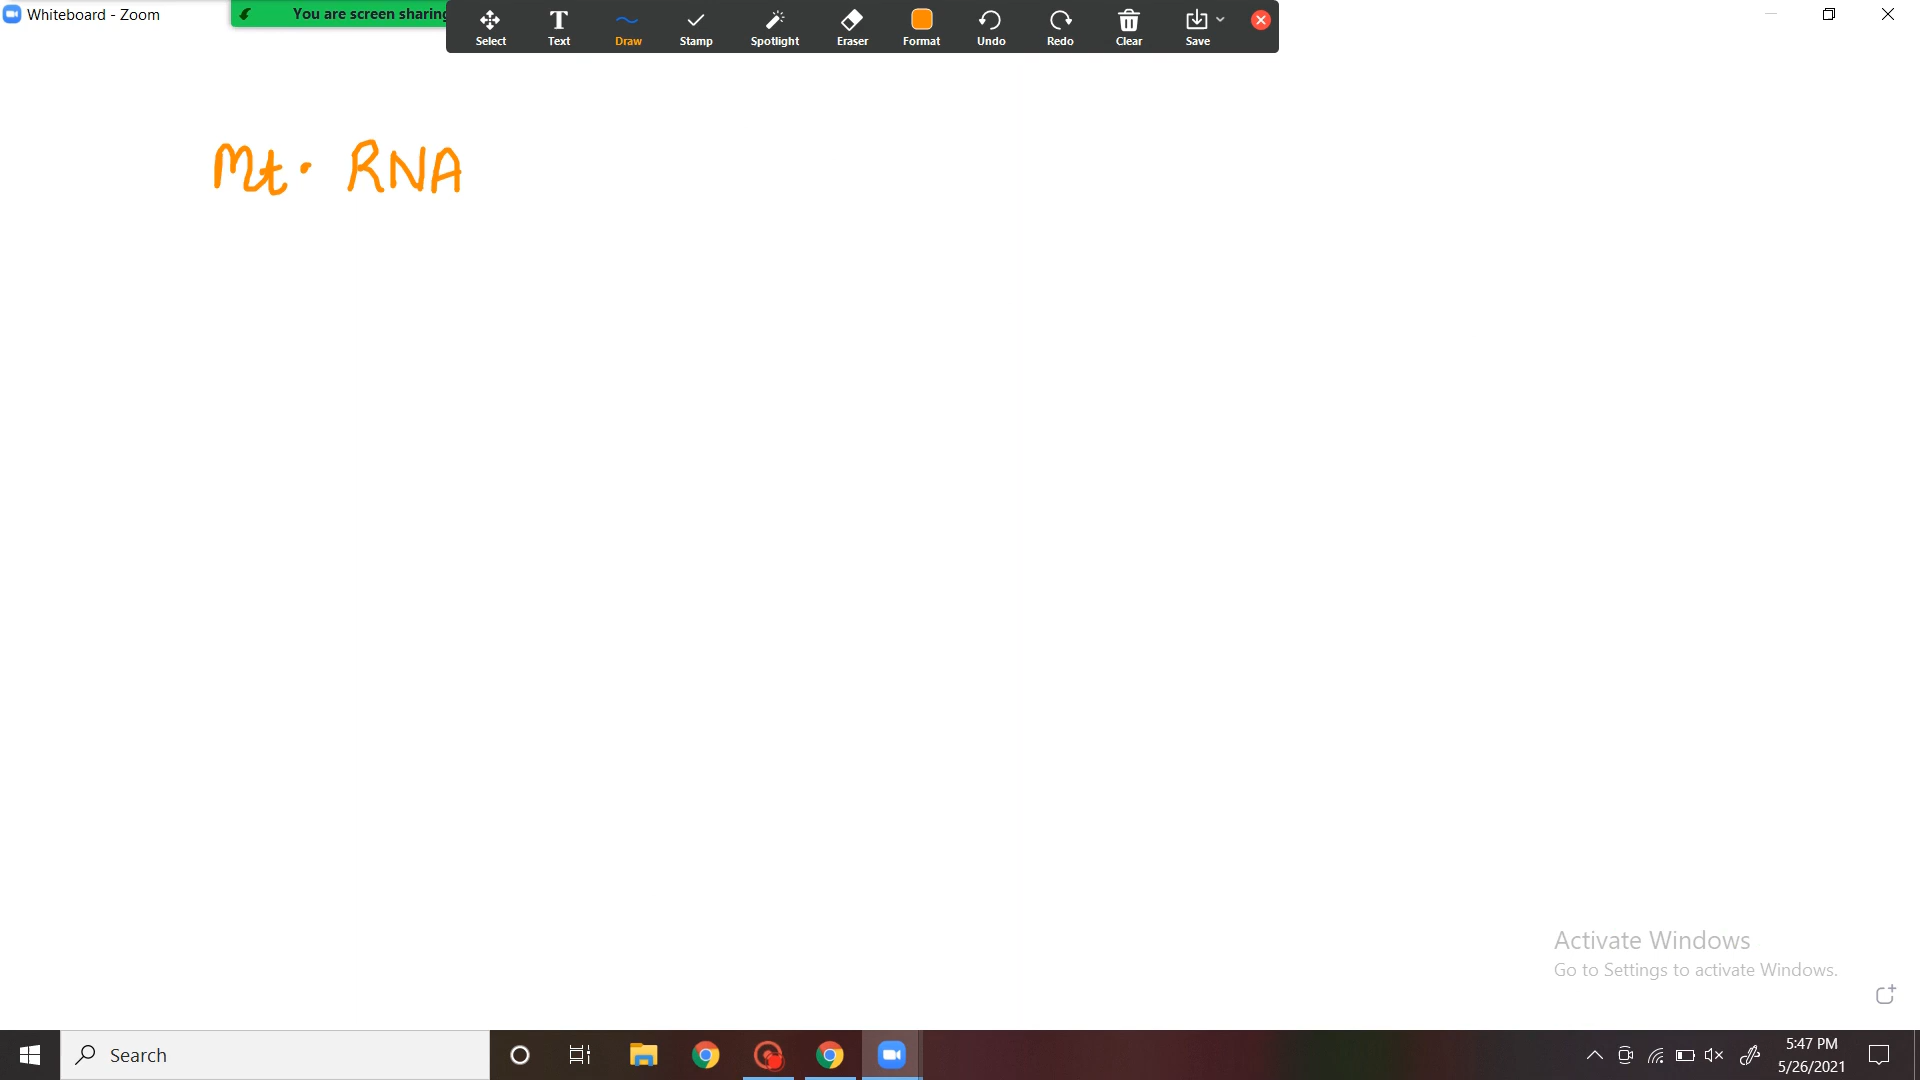 Whiteboard - Zoom
You are screen sharing
Select Text Draw Stamp Spotlight Eraser Format Undo Redo Clear Save
Mt. RNA
Activate Windows
Go to Settings to activate Windows.
Search
5:47 PM
5/26/2021